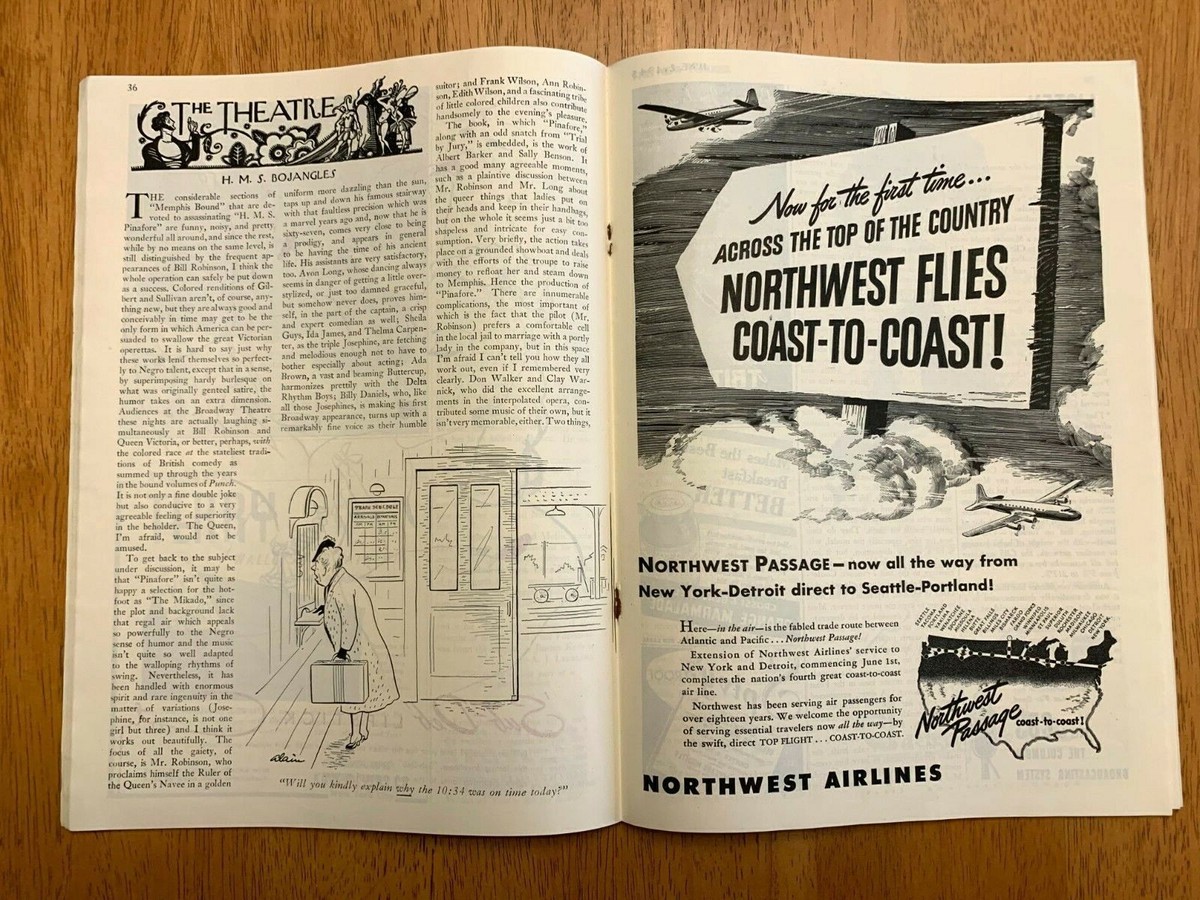 36
THE THEATRE
H. M. S. BOJANGLES
THE considerable sections of
"Memphis Bound" that are de-
voted to assassinating "H. M. S.
Pinafore" are funny, noisy, and pretty
wonderful all around, and since the rest,
while by no means on the same level, is
still distinguished by the frequent ap-
pearances of Bill Robinson, I think the
whole operation can safely be put down
as a success. Colored renditions of Gil-
bert and Sullivan aren't, of course, any-
thing new, but they are always good and
conceivably in time may get to be the
only form in which America can be per-
suaded to swallow the great Victorian
operettas. It is hard to say just why
these works lend themselves so perfect-
ly to Negro talent, except that in a sense,
by superimposing hardy burlesque on
what was originally genteel satire, the
humor takes on an extra dimension.
Audiences at the Broadway Theatre
these nights are actually laughing si-
multaneously at Bill Robinson and
Queen Victoria, or better, perhaps, with
the colored race at the stateliest tradi-
tions of British comedy as
summed up through the years
in the bound volumes of Punch.
It is not only a fine double joke
but also conducive to a very
agreeable feeling of superiority
in the beholder. The Queen,
I'm afraid, would not be
amused.
To get back to the subject
under discussion, it may be
that "Pinafore" isn't quite as
happy a selection for the hot-
foot as "The Mikado," since
the plot and background lack
that regal air which appeals
so powerfully to the Negro
sense of humor and the music
isn't quite so well adapted
to the walloping rhythms of
swing. Nevertheless, it has
been handled with enormous
spirit and rare ingenuity in the
matter of variations (Jose-
phine, for instance, is not one
girl but three) and I think it
works out beautifully. The
focus of all the gaiety, of
course, is Mr. Robinson, who
proclaims himself the Ruler of
the Queen's Navee in a golden
uniform more dazzling than the sun,
taps up and down his famous stairway
with that faultless precision which was
a marvel years ago and, now that he is
sixty-seven, comes very close to being
a prodigy, and appears in general
to be having the time of his ancient
life. His assistants are very satisfactory,
too. Avon Long, whose dancing always
seems in danger of getting a little over-
stylized, or just too damned graceful,
but somehow never does, proves him-
self, in the part of the captain, a crisp
and expert comedian as well; Sheila
Guys, Ida James, and Thelma Carpen-
ter, as the triple Josephine, are fetching
and melodious enough not to have to
bother especially about acting; Ada
Brown, a vast and beaming Buttercup,
harmonizes prettily with the Delta
Rhythm Boys; Billy Daniels, who, like
all those Josephines, is making his first
Broadway appearance, turns up with a
remarkably fine voice as their humble
suitor; and Frank Wilson, Ann Robin-
son, Edith Wilson, and a fascinating tribe
of little colored children also contribute
handsomely to the evening's pleasure.
The book, in which "Pinafore,"
along with an odd snatch from "Trial
by Jury," is embedded, is the work of
Albert Barker and Sally Benson. It
has a good many agreeable moments,
such as a plaintive discussion between
Mr. Robinson and Mr. Long about
the queer things that ladies put on
their heads and keep in their handbags,
but on the whole it seems just a bit too
shapeless and intricate for easy con-
sumption. Very briefly, the action takes
place on a grounded showboat and deals
with the efforts of the troupe to raise
money to refloat her and steam down
to Memphis. Hence the production of
"Pinafore." There are innumerable
complications, the most important of
which is the fact that the pilot (Mr.
Robinson) prefers a comfortable cell
in the local jail to marriage with a portly
lady in the company, but in this space
I'm afraid I can't tell you how they all
work out, even if I remembered very
clearly. Don Walker and Clay War-
nick, who did the excellent arrange-
ments in the interpolated opera, con-
tributed some music of their own, but it
isn't very memorable, either. Two things,
TRAIN SCHEDULE
Alain
"Will you kindly explain why the 10:34 was on time today?"
Now for the first time...
ACROSS THE TOP OF THE COUNTRY
NORTHWEST FLIES
COAST-TO-COAST!
NORTHWEST PASSAGE — now all the way from
New York-Detroit direct to Seattle-Portland!
Here—in the air—is the fabled trade route between
Atlantic and Pacific . . . Northwest Passage!
Extension of Northwest Airlines' service to
New York and Detroit, commencing June 1st,
completes the nation's fourth great coast-to-coast
air line.
Northwest has been serving air passengers for
over eighteen years. We welcome the opportunity
of serving essential travelers now all the way—by
the swift, direct TOP FLIGHT . . . COAST-TO-COAST.
Northwest
Passage coast-to-coast!
NORTHWEST AIRLINES